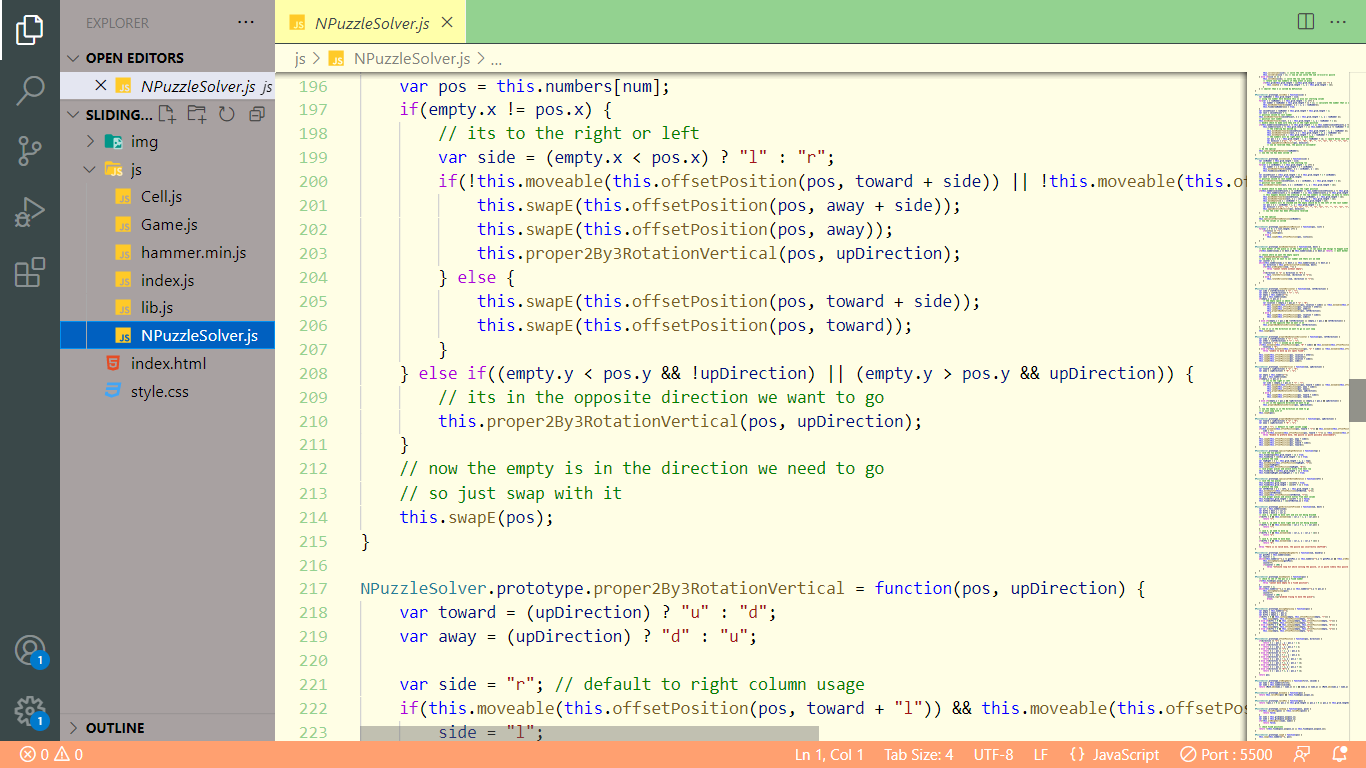 EXPLORER
OPEN EDITORS
NPuzzleSolver.js js
SLIDING...
img
js
Cell.js
Game.js
hammer.min.js
index.js
lib.js
NPuzzleSolver.js
index.html
style.css
OUTLINE
NPuzzleSolver.js
js > NPuzzleSolver.js > ...
196 var pos = this.numbers[num];
197 if(empty.x != pos.x) {
198 // its to the right or left
199 var side = (empty.x < pos.x) ? "l" : "r";
200 if(!this.moveable(this.offsetPosition(pos, toward + side)) || !this.moveable(this.of
201 this.swapE(this.offsetPosition(pos, away + side));
202 this.swapE(this.offsetPosition(pos, away));
203 this.proper2By3RotationVertical(pos, upDirection);
204 } else {
205 this.swapE(this.offsetPosition(pos, toward + side));
206 this.swapE(this.offsetPosition(pos, toward));
207 }
208 } else if((empty.y < pos.y && !upDirection) || (empty.y > pos.y && upDirection)) {
209 // its in the opposite direction we want to go
210 this.proper2By3RotationVertical(pos, upDirection);
211 }
212 // now the empty is in the direction we need to go
213 // so just swap with it
214 this.swapE(pos);
215 }
216
217 NPuzzleSolver.prototype.proper2By3RotationVertical = function(pos, upDirection) {
218 var toward = (upDirection) ? "u" : "d";
219 var away = (upDirection) ? "d" : "u";
220
221 var side = "r"; // default to right column usage
222 if(this.moveable(this.offsetPosition(pos, toward + "l")) && this.moveable(this.offsetPos
223 side = "l";
1
1
0 0
Ln 1, Col 1 Tab Size: 4 UTF-8 LF {} JavaScript Port : 5500